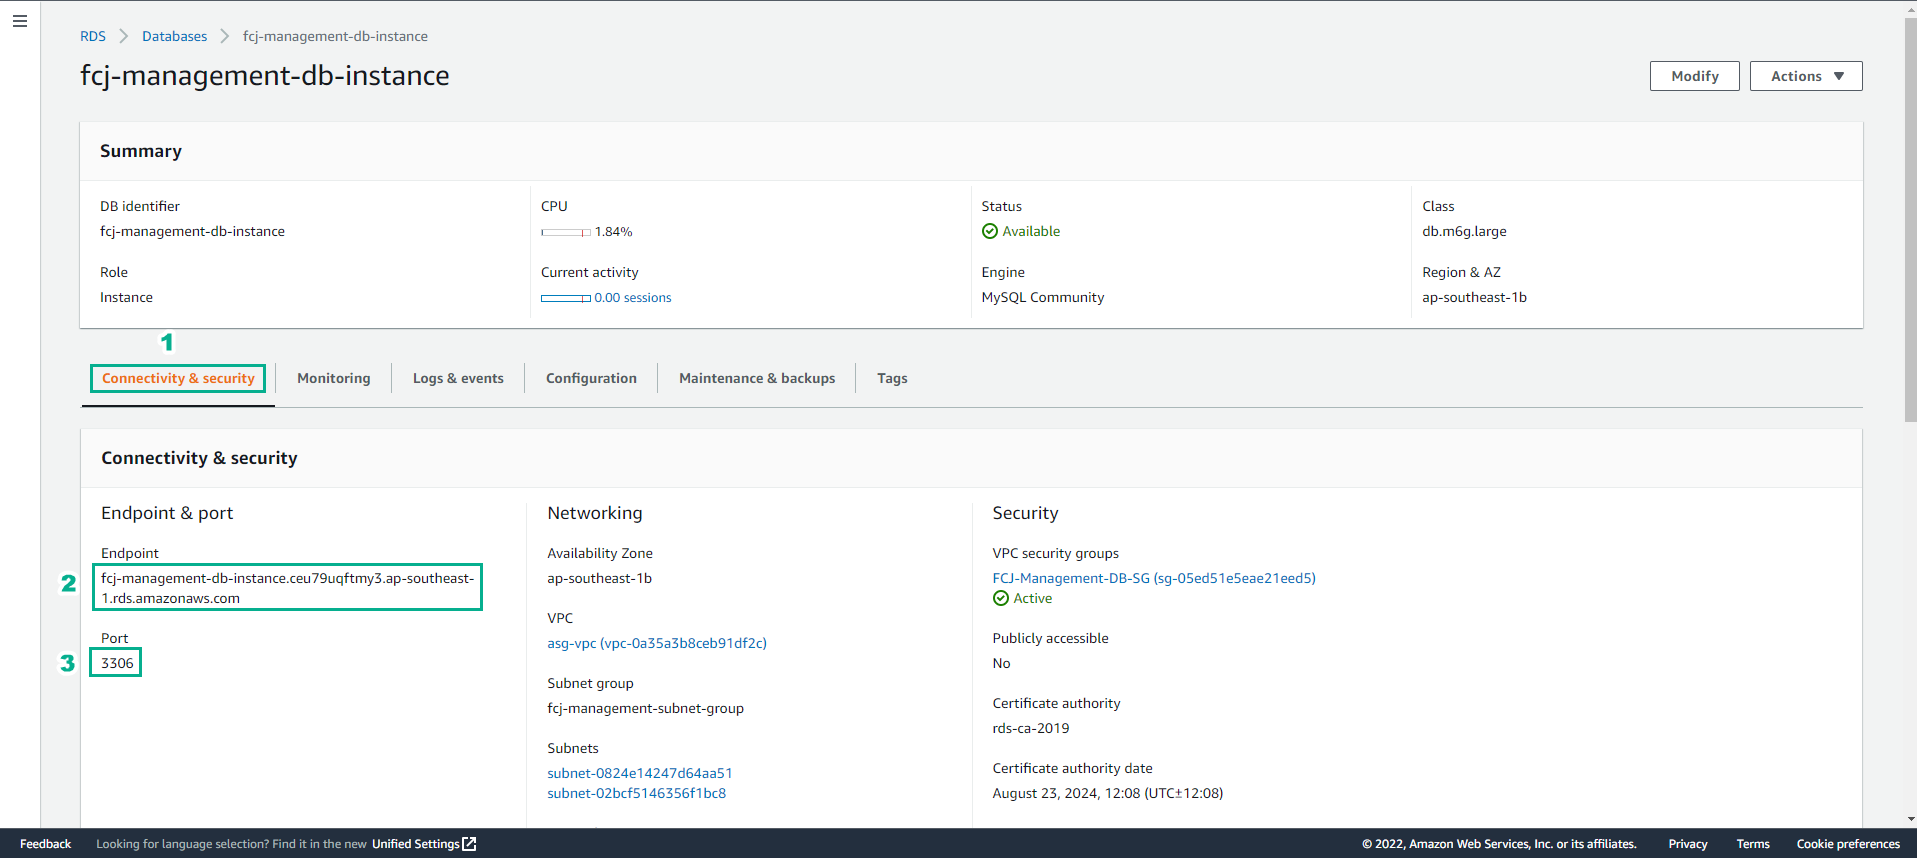 RDS > Databases > fcj-management-db-instance
fcj-management-db-instance
Modify
Actions
Summary
DB identifier
fcj-management-db-instance
CPU
1.84%
Status
Available
Class
db.m6g.large
Role
Instance
Current activity
0.00 sessions
Engine
MySQL Community
Region & AZ
ap-southeast-1b
1
Connectivity & security
Monitoring
Logs & events
Configuration
Maintenance & backups
Tags
Connectivity & security
Endpoint & port
Endpoint
2
fcj-management-db-instance.ceu79uqftmy3.ap-southeast-
1.rds.amazonaws.com
Port
3
3306
Networking
Availability Zone
ap-southeast-1b
VPC
asg-vpc (vpc-0a35a3b8ceb91df2c)
Subnet group
fcj-management-subnet-group
Subnets
subnet-0824e14247d64aa51
subnet-02bcf5146356f1bc8
Security
VPC security groups
FCJ-Management-DB-SG (sg-05ed51e5eae21eed5)
Active
Publicly accessible
No
Certificate authority
rds-ca-2019
Certificate authority date
August 23, 2024, 12:08 (UTC±12:08)
Feedback
Looking for language selection? Find it in the new Unified Settings
© 2022, Amazon Web Services, Inc. or its affiliates.
Privacy
Terms
Cookie preferences